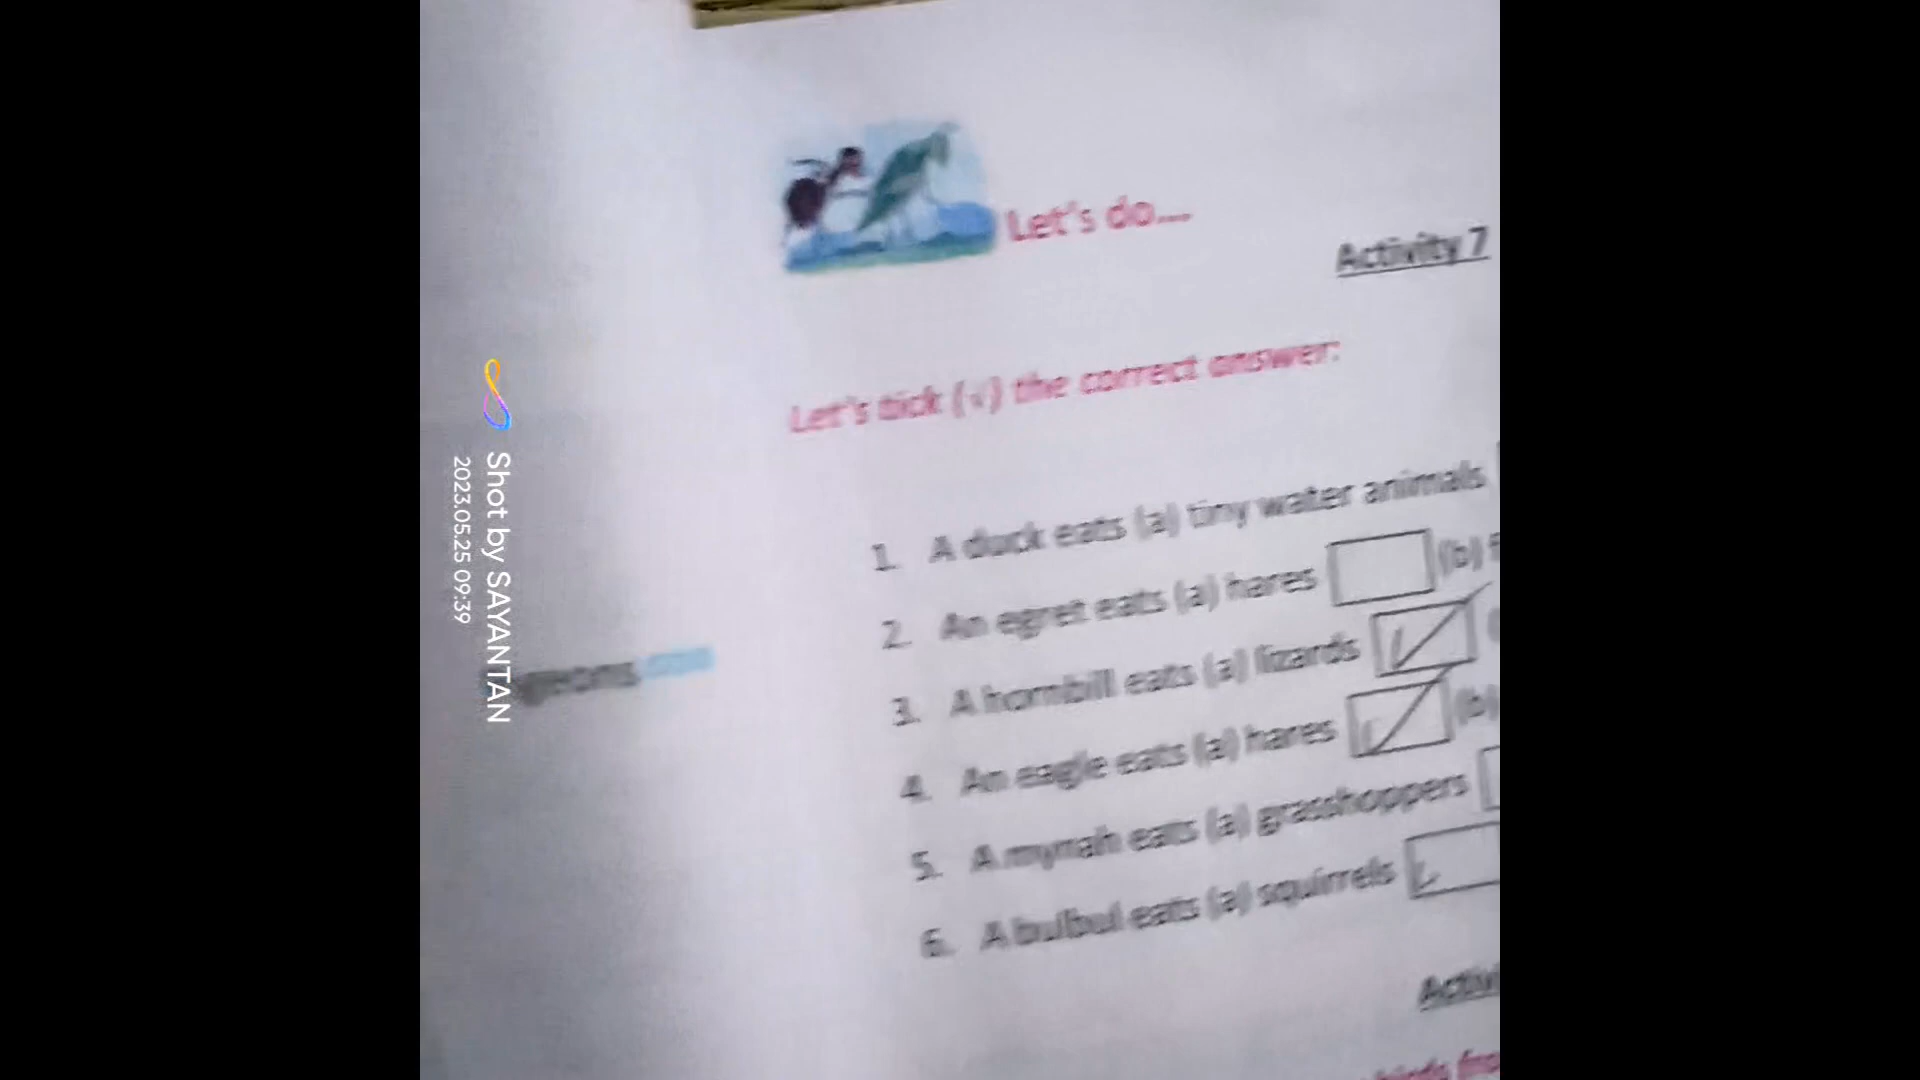 Let's do....
Activity 7
Let's tick (√) the correct answer:
1. A duck eats (a) tiny water animals
2. An egret eats (a) hares (b)
3. A hornbill eats (a) lizards
4. An eagle eats (a) hares (b)
5. A mynah eats (a) grasshoppers
6. A bulbul eats (a) squirrels
geons
Shot by SAYANTAN
2023.05.25 09:39